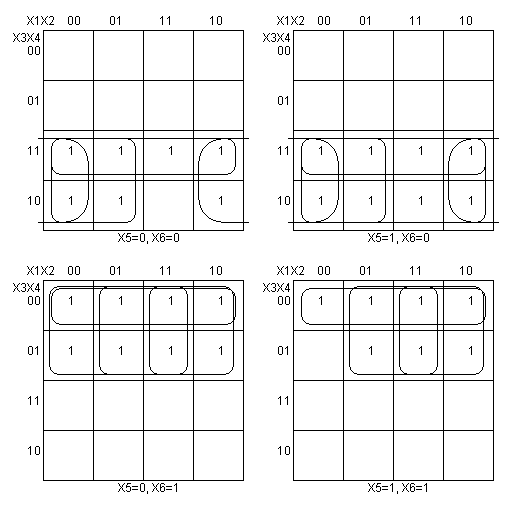 X1X2 00 01 11 10
X3X4
00
01
11 1 1 1 1
10 1 1 1
X5=0, X6=0
X1X2 00 01 11 10
X3X4
00
01
11 1 1 1 1
10 1 1 1
X5=1, X6=0
X1X2 00 01 11 10
X3X4
00 1 1 1 1
01 1 1 1 1
11
10
X5=0, X6=1
X1X2 00 01 11 10
X3X4
00 1 1 1 1
01 1 1 1
11
10
X5=1, X6=1